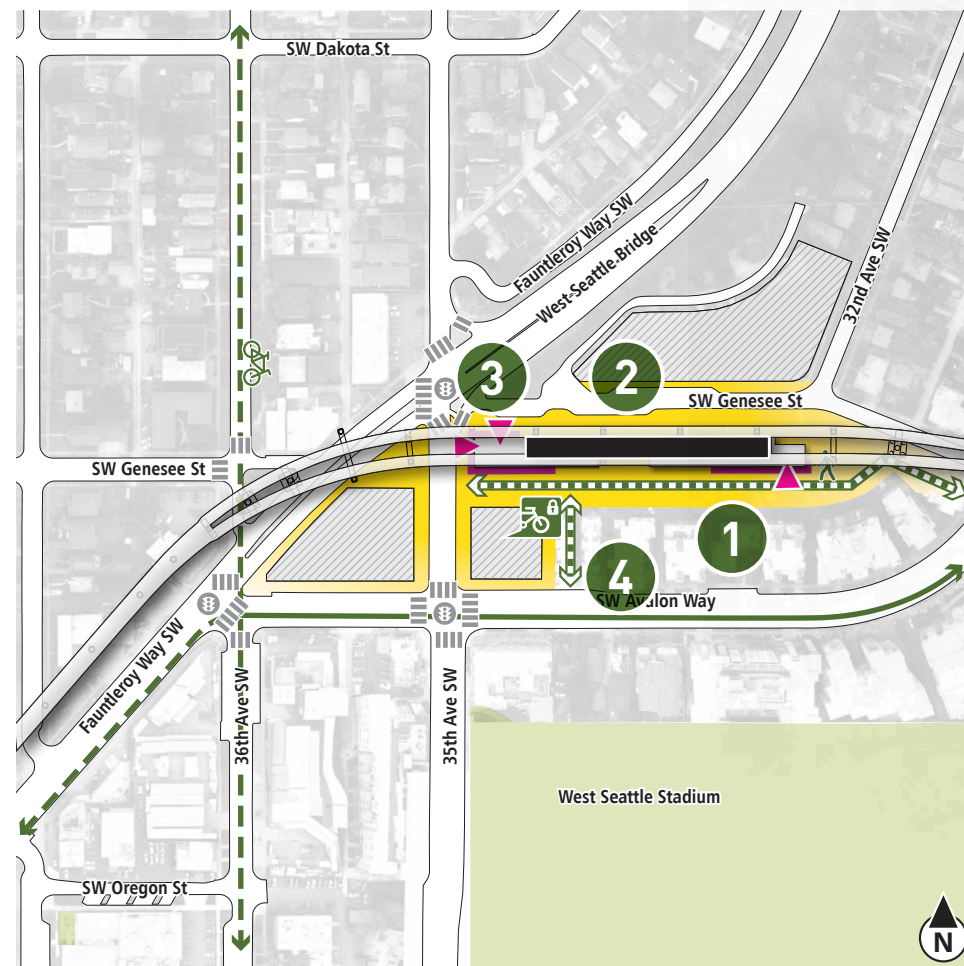 SW Dakota St
Fauntleroy Way SW
West Seattle Bridge
32nd Ave SW
3
2
SW Genesee St
SW Genesee St
1
4
SW Avalon Way
Fauntleroy Way SW
36th Ave SW
35th Ave SW
West Seattle Stadium
SW Oregon St
N